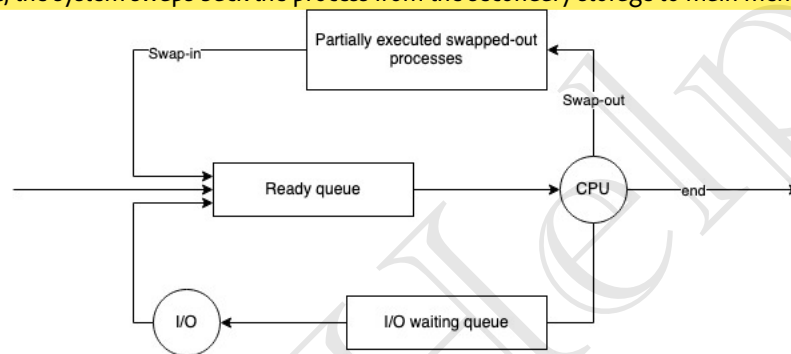 the system swaps back the process from the secondary storage to main
Partially executed swapped-out
processes
Swap-in
Swap-out
Ready queue
CPU
end
I/O
I/O waiting queue